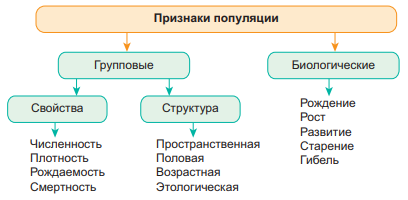 Признаки популяции
Групповые
Биологические
Свойства
Структура
Численность
Плотность
Рождаемость
Смертность
Пространственная
Половая
Возрастная
Этологическая
Рождение
Рост
Развитие
Старение
Гибель